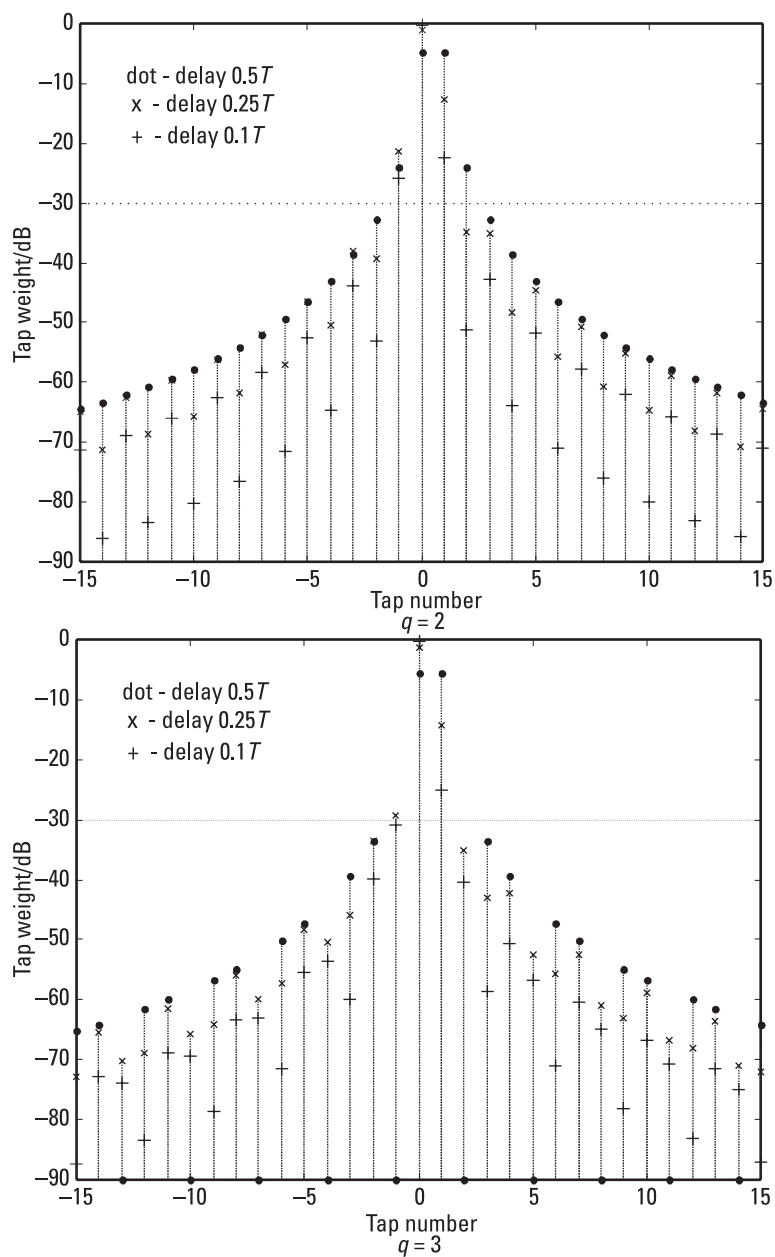 0
−10
−20
−30
−40
−50
−60
−70
−80
−90
Tap weight/dB
dot - delay 0.5T
x - delay 0.25T
+ - delay 0.1T
−15
−10
−5
0
5
10
15
Tap number
q = 2
0
−10
−20
−30
−40
−50
−60
−70
−80
−90
Tap weight/dB
dot - delay 0.5T
x - delay 0.25T
+ - delay 0.1T
−15
−10
−5
0
5
10
15
Tap number
q = 3